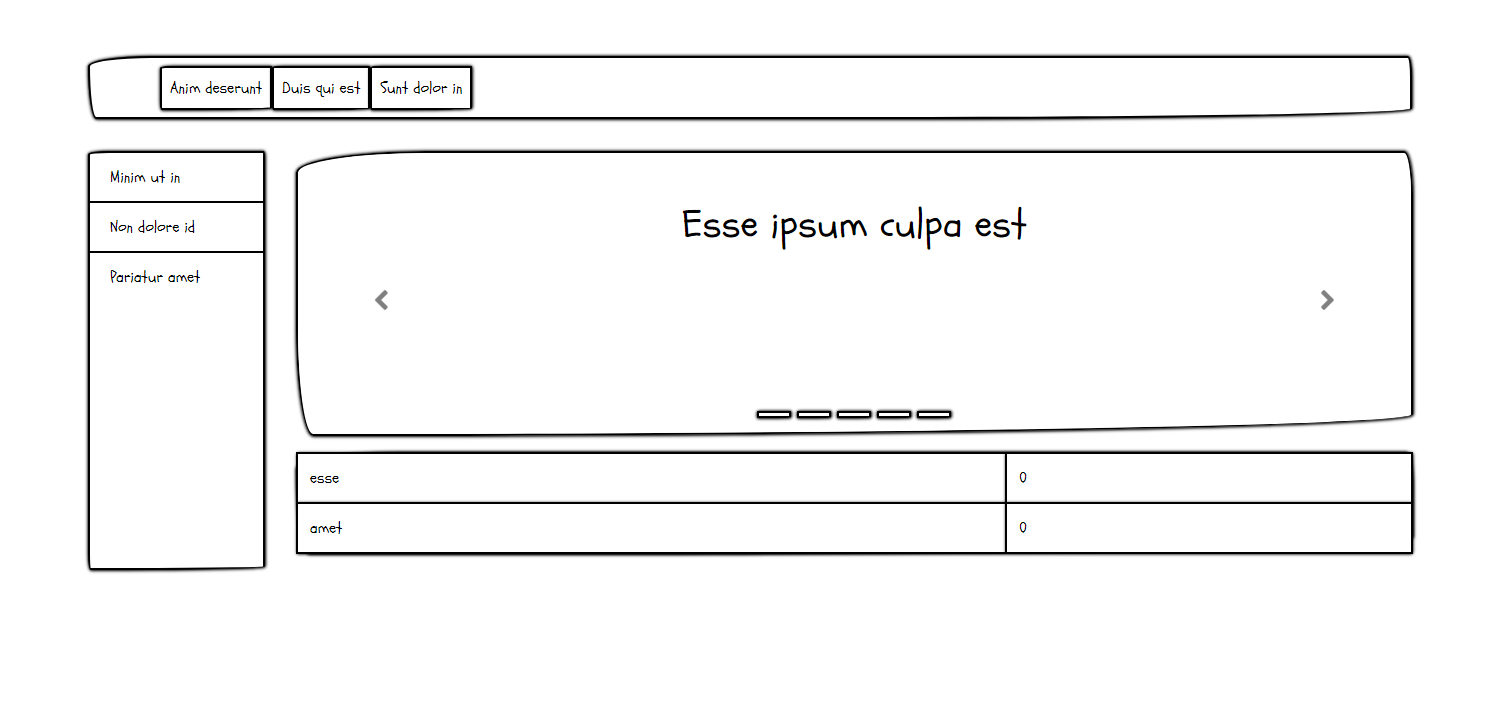 Anim deserunt Duis qui est Sunt dolor in
Minim ut in
Non dolore id
Pariatur amet
Esse ipsum culpa est
esse 0
amet 0